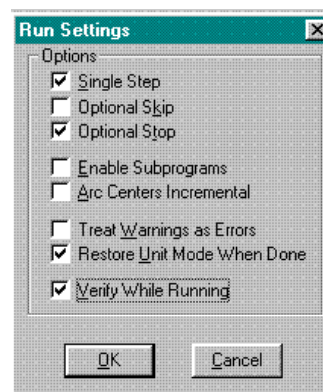 Run Settings
Options
Single Step
Optional Skip
Optional Stop
Enable Subprograms
Arc Centers Incremental
Treat Warnings as Errors
Restore Unit Mode When Done
Verify While Running
OK
Cancel